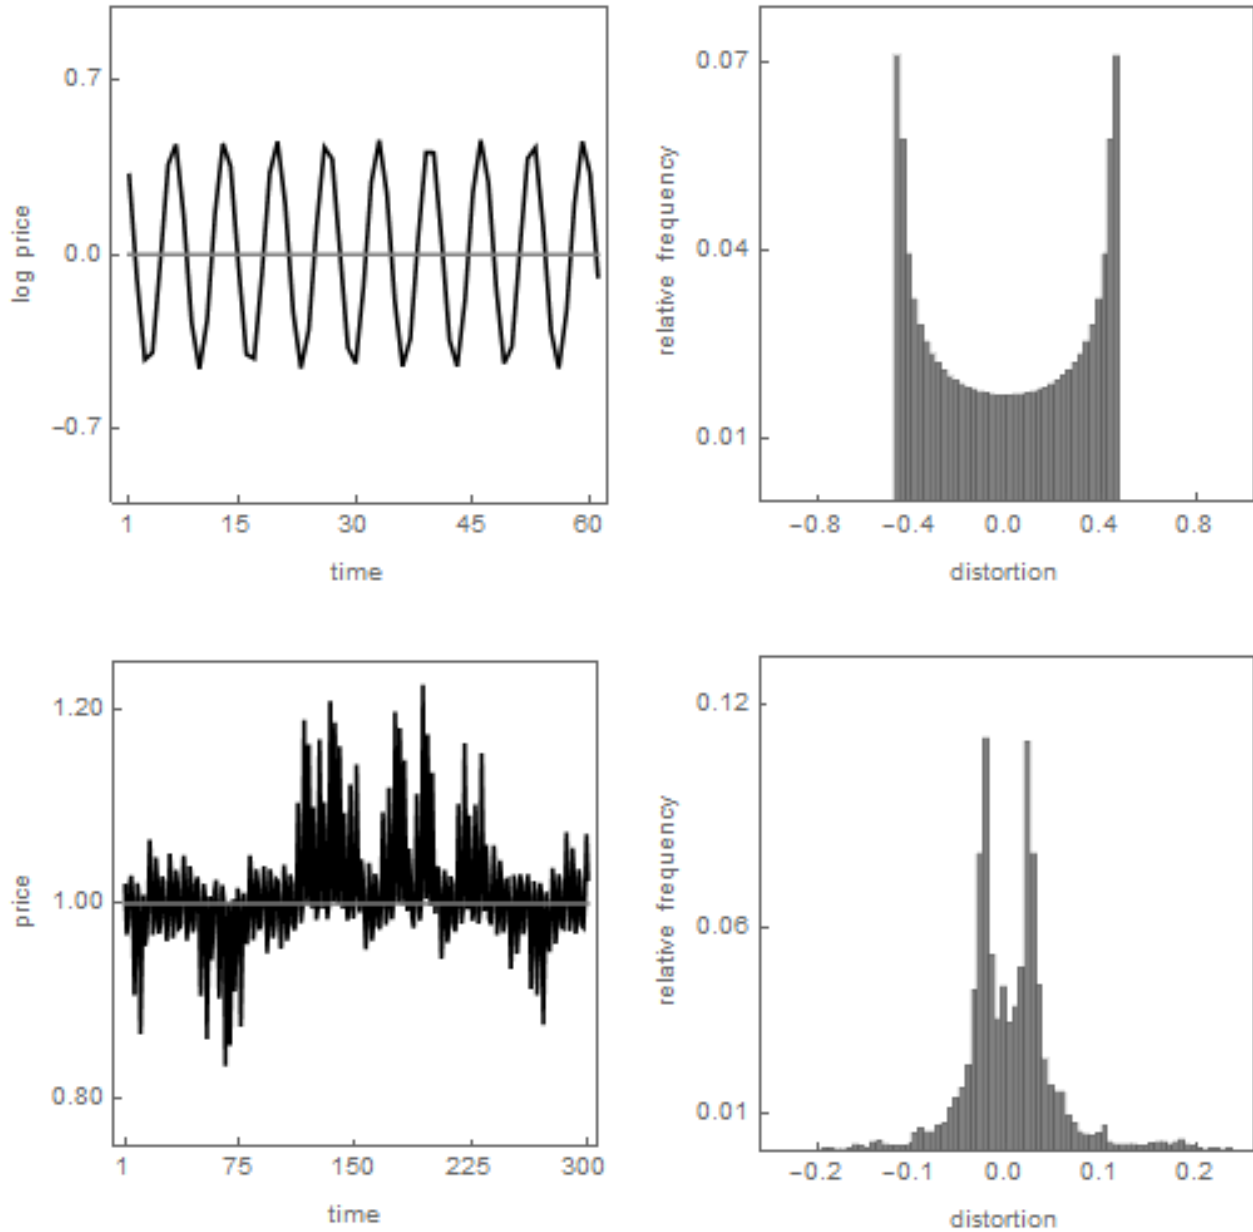 0.7
0.0
−0.7
log price
1 15 30 45 60
time
0.07
0.04
0.01
relative frequency
−0.8 −0.4 0.0 0.4 0.8
distortion
1.20
1.00
0.80
price
1 75 150 225 300
time
0.12
0.06
0.01
relative frequency
−0.2 −0.1 0.0 0.1 0.2
distortion